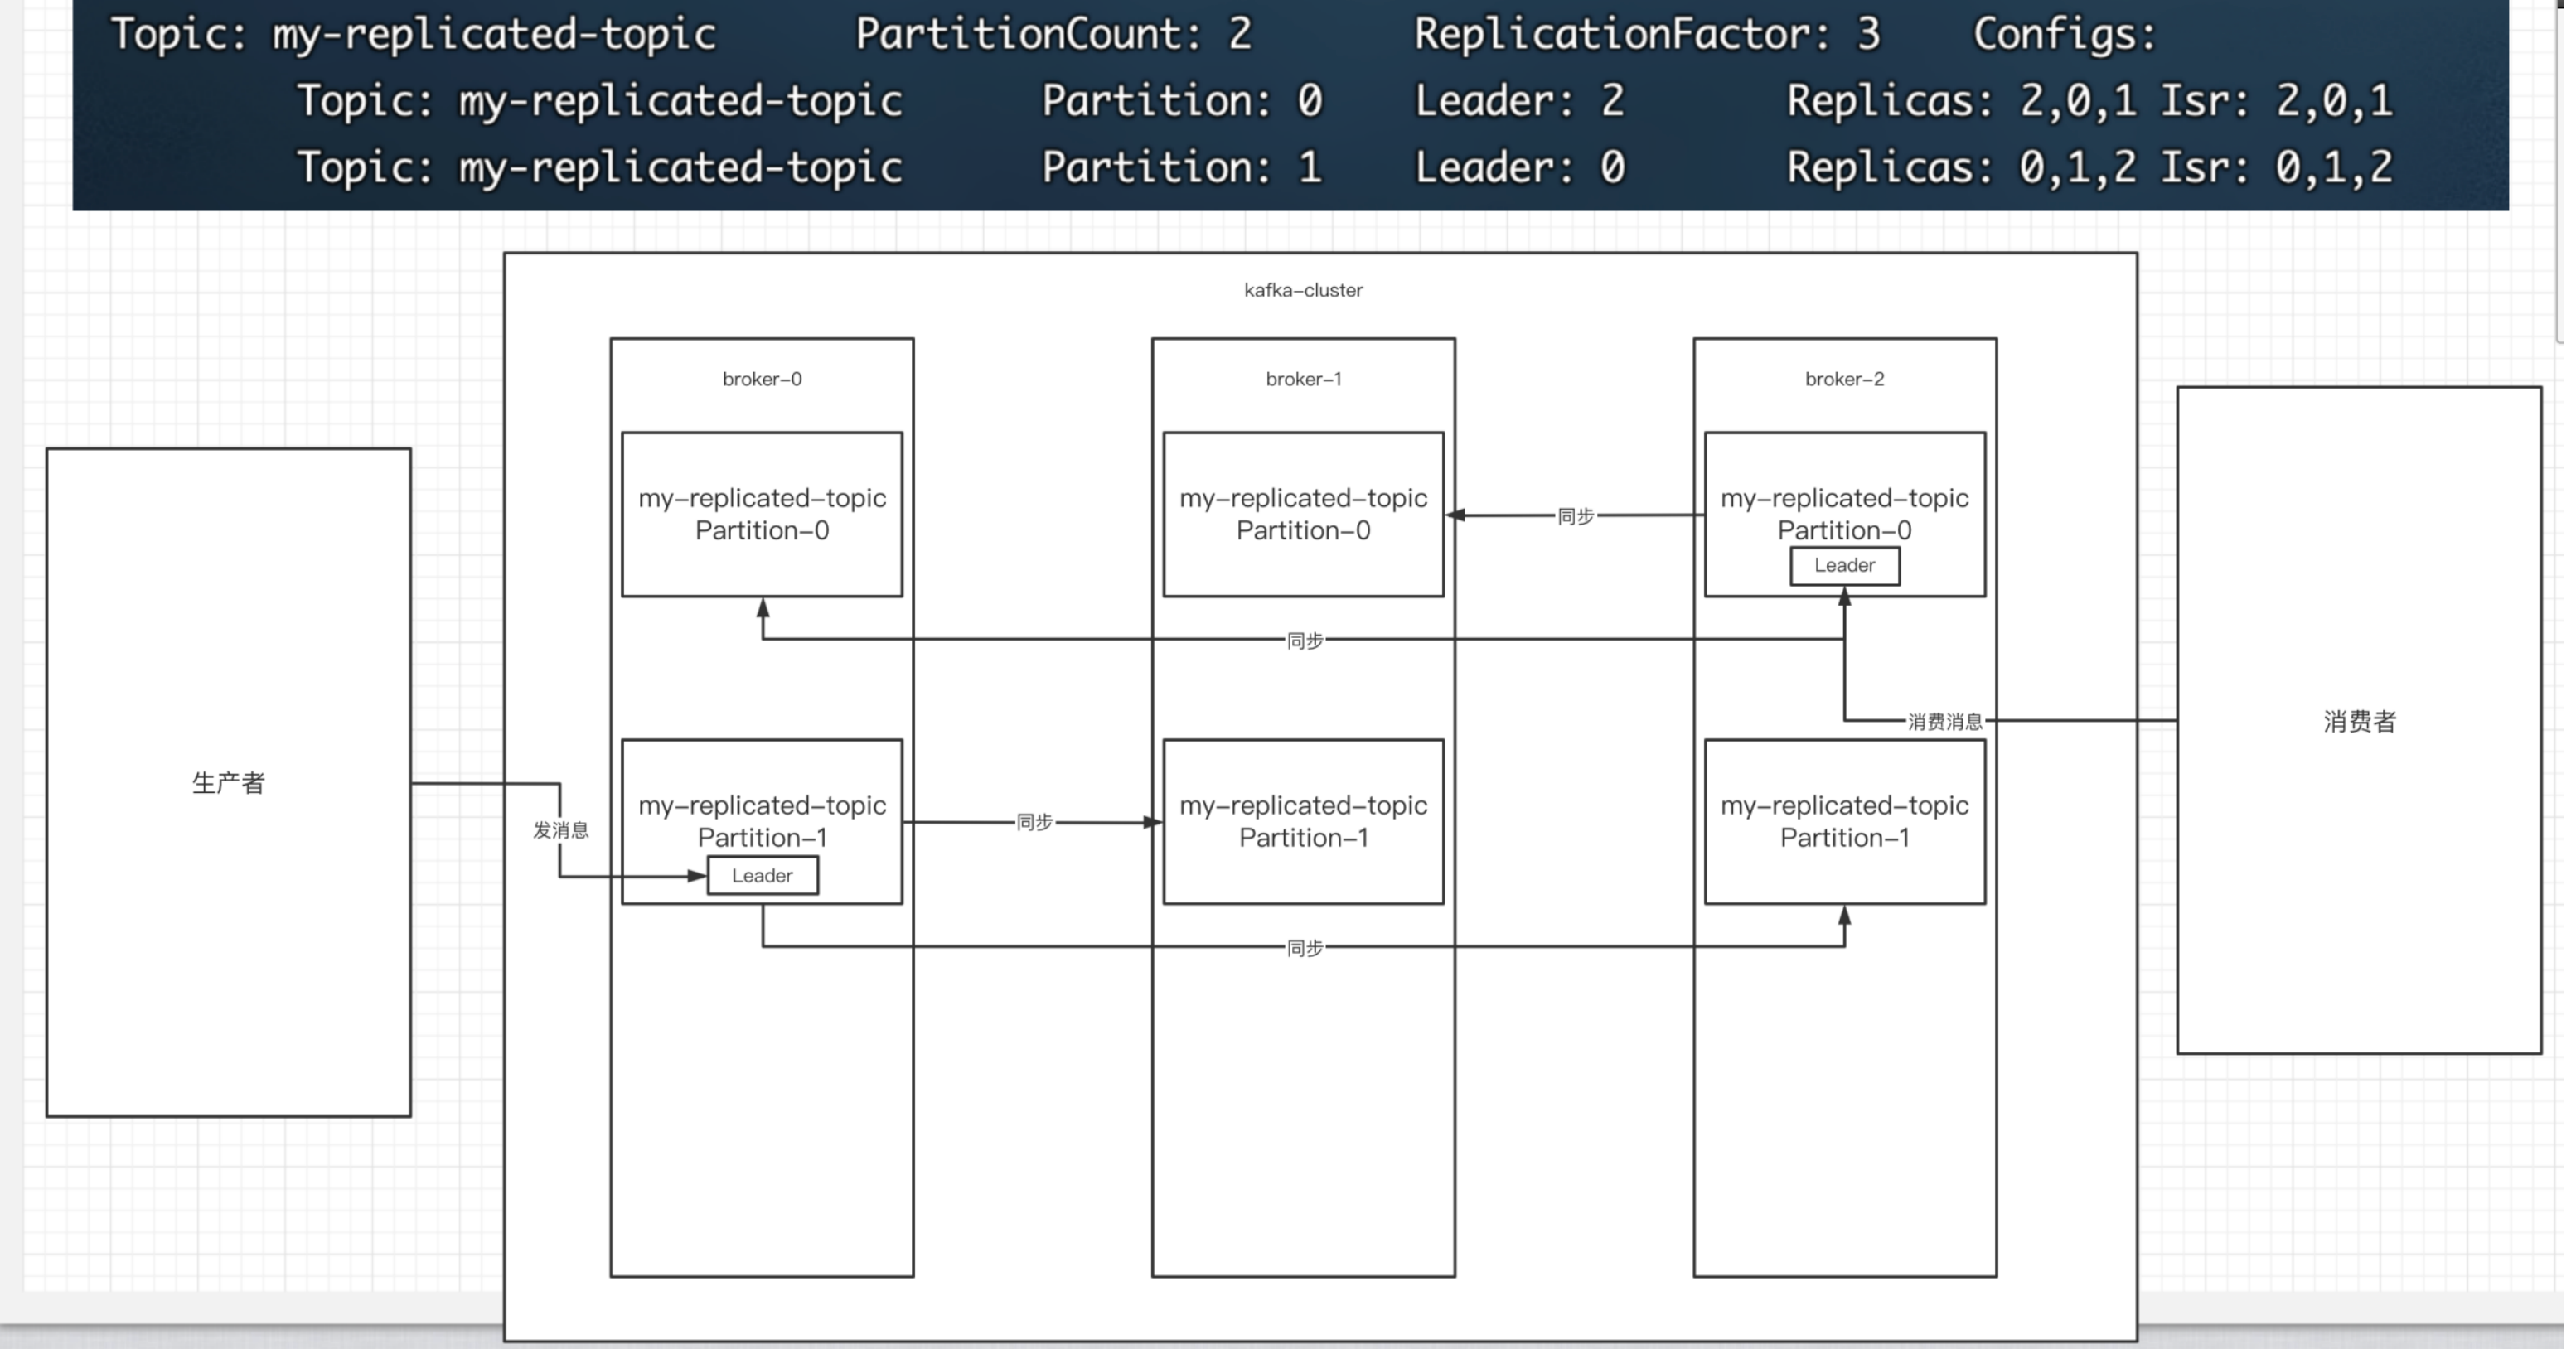 Topic: my-replicated-topic PartitionCount: 2 ReplicationFactor: 3 Configs:
Topic: my-replicated-topic Partition: 0 Leader: 2 Replicas: 2,0,1 Isr: 2,0,1
Topic: my-replicated-topic Partition: 1 Leader: 0 Replicas: 0,1,2 Isr: 0,1,2
kafka-cluster
broker-0
broker-1
broker-2
my-replicated-topic
Partition-0
my-replicated-topic
Partition-0
同步
my-replicated-topic
Partition-0
Leader
同步
消费消息
消费者
生产者
发消息
my-replicated-topic
Partition-1
Leader
同步
my-replicated-topic
Partition-1
my-replicated-topic
Partition-1
同步